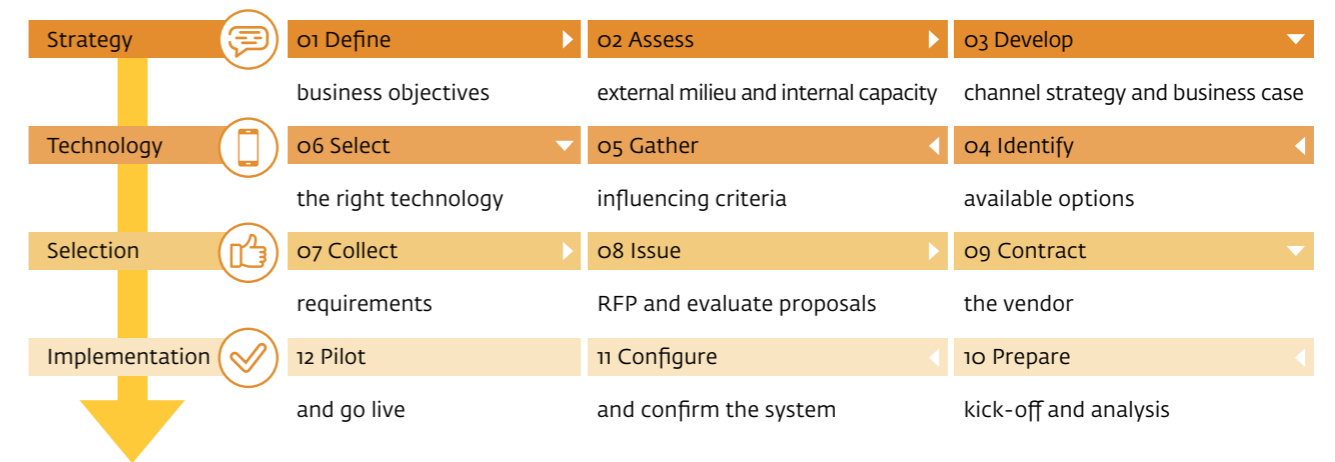 Strategy
01 Define
02 Assess
03 Develop
business objectives
external milieu and internal capacity
channel strategy and business case
Technology
06 Select
05 Gather
04 Identify
the right technology
influencing criteria
available options
Selection
07 Collect
08 Issue
09 Contract
requirements
RFP and evaluate proposals
the vendor
Implementation
12 Pilot
11 Configure
10 Prepare
and go live
and confirm the system
kick-off and analysis